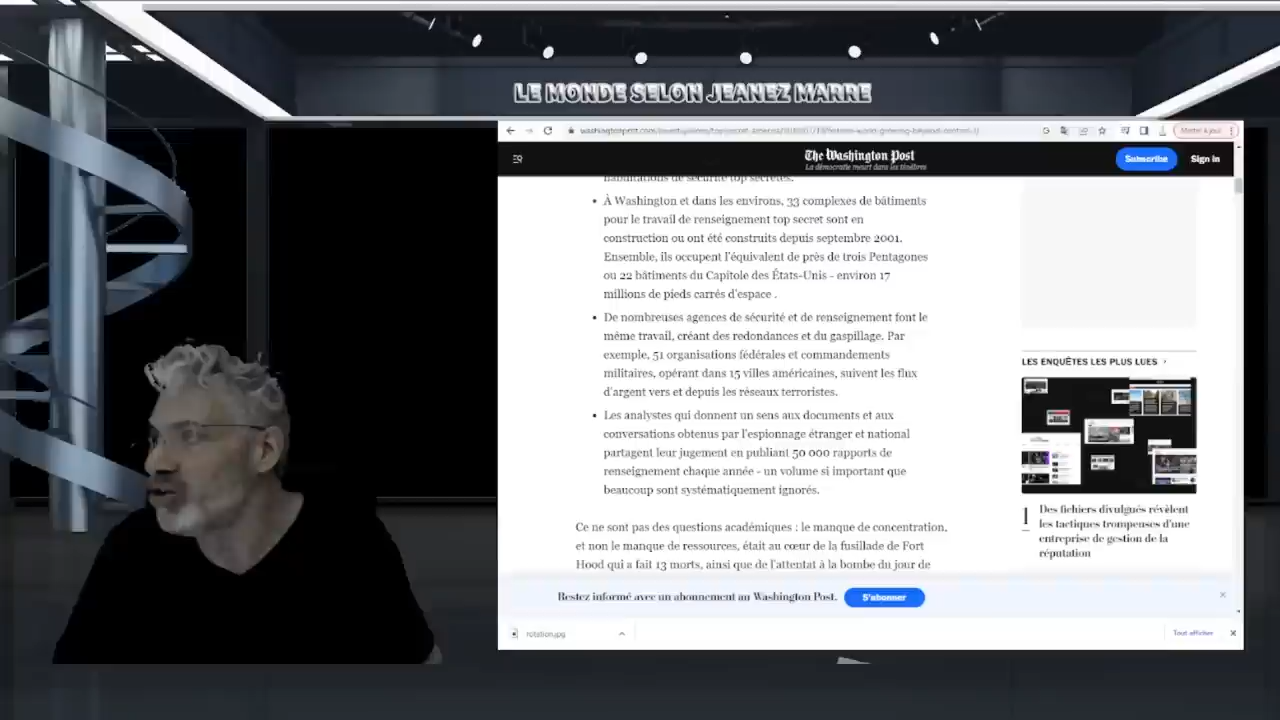 LE MONDE SELON JEANEZ MARRE
Mettre à jour
The Washington Post
La démocratie meurt dans les ténèbres
Subscribe
Sign in
habilitations de sécurité top secrètes.
• À Washington et dans les environs, 33 complexes de bâtiments
pour le travail de renseignement top secret sont en
construction ou ont été construits depuis septembre 2001.
Ensemble, ils occupent l'équivalent de près de trois Pentagones
ou 22 bâtiments du Capitole des États-Unis - environ 17
millions de pieds carrés d'espace .
• De nombreuses agences de sécurité et de renseignement font le
même travail, créant des redondances et du gaspillage. Par
exemple, 51 organisations fédérales et commandements
militaires, opérant dans 15 villes américaines, suivent les flux
d'argent vers et depuis les réseaux terroristes.
• Les analystes qui donnent un sens aux documents et aux
conversations obtenus par l'espionnage étranger et national
partagent leur jugement en publiant 50 000 rapports de
renseignement chaque année - un volume si important que
beaucoup sont systématiquement ignorés.
Ce ne sont pas des questions académiques : le manque de concentration,
et non le manque de ressources, était au cœur de la fusillade de Fort
Hood qui a fait 13 morts, ainsi que de l'attentat à la bombe du jour de
LES ENQUÊTES LES PLUS LUES ›
1
Des fichiers divulgués révèlent
les tactiques trompeuses d'une
entreprise de gestion de la
réputation
Restez informé avec un abonnement au Washington Post.
S'abonner
rotation.jpg
Tout afficher